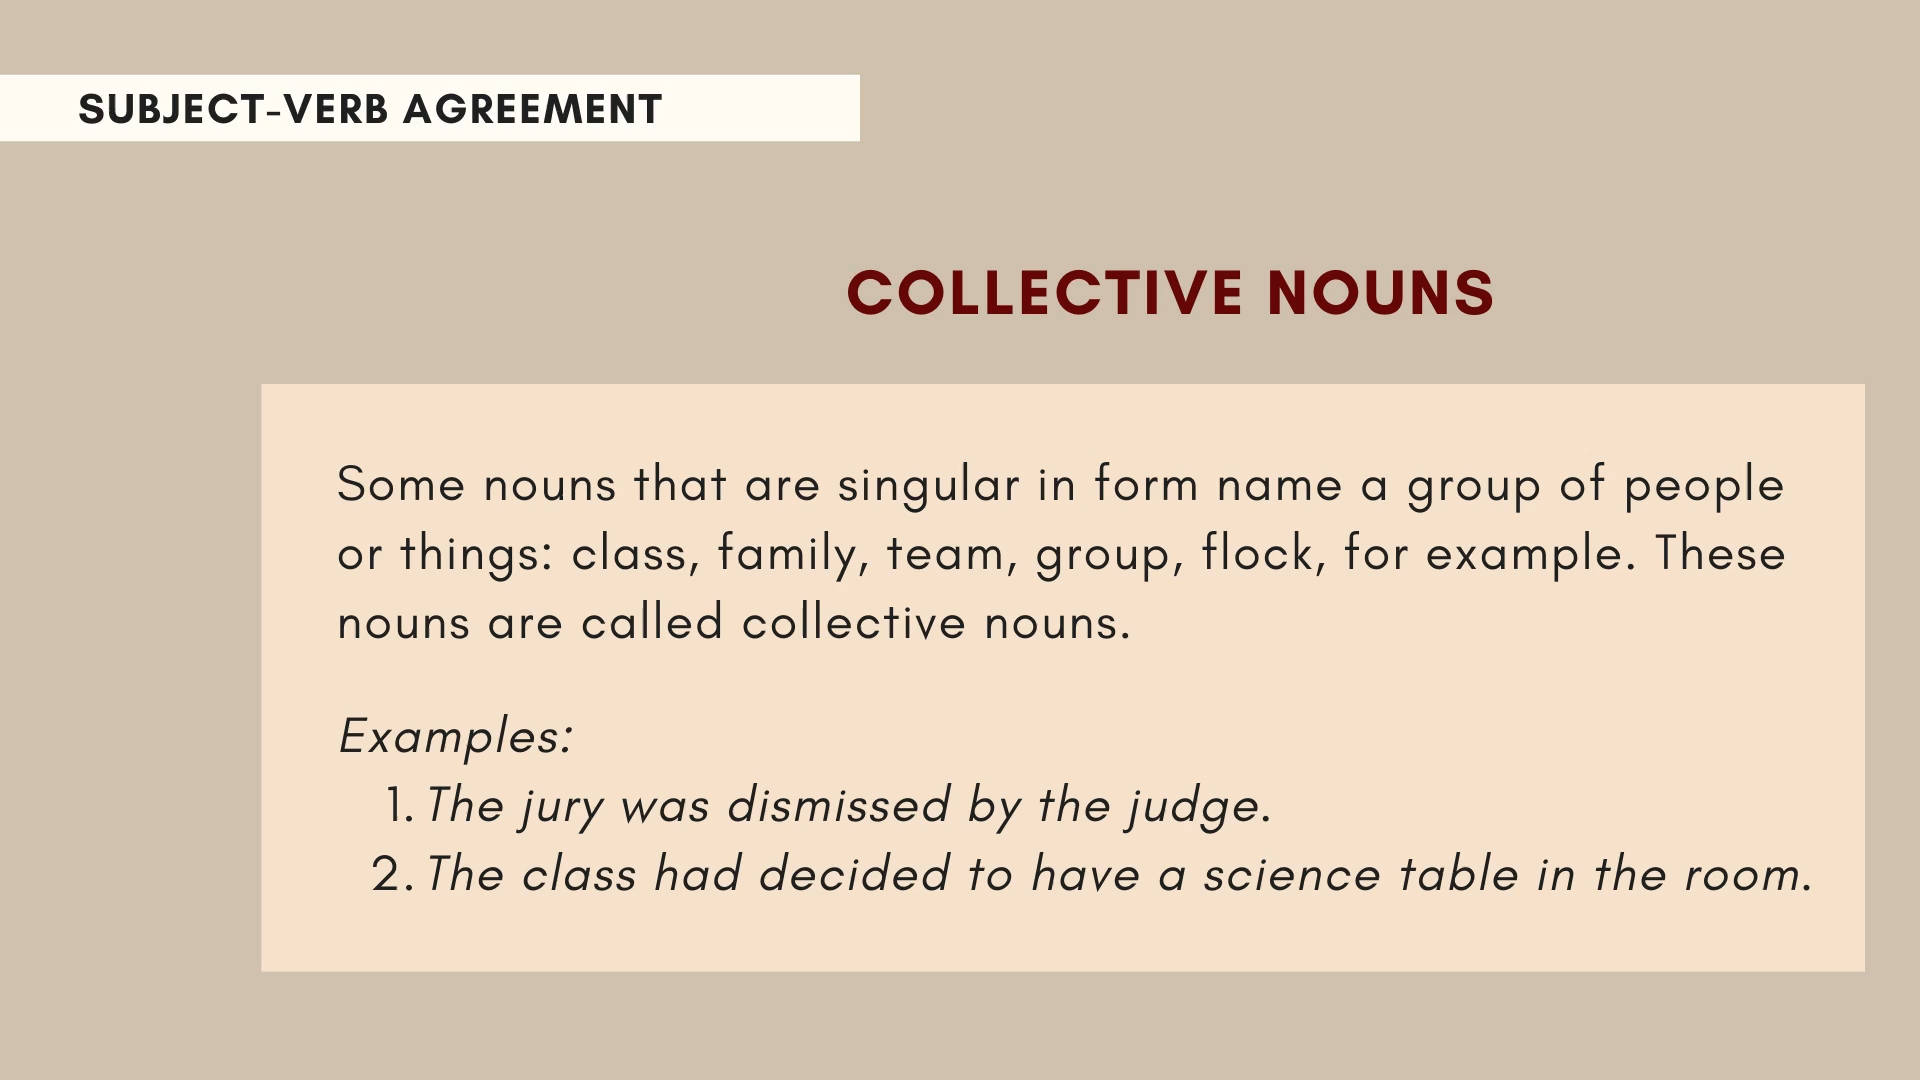 SUBJECT-VERB AGREEMENT
COLLECTIVE NOUNS
Some nouns that are singular in form name a group of people
or things: class, family, team, group, flock, for example. These
nouns are called collective nouns.
Examples:
1. The jury was dismissed by the judge.
2. The class had decided to have a science table in the room.